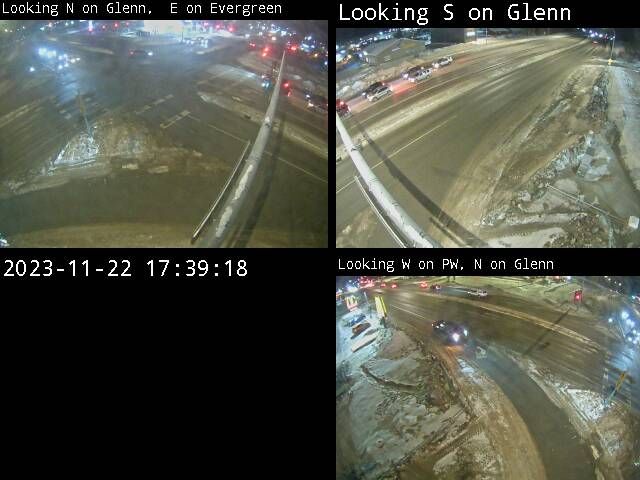 Looking N on Glenn,  E on Evergreen
Looking S on Glenn
2023-11-22 17:39:18
Looking W on PW, N on Glenn